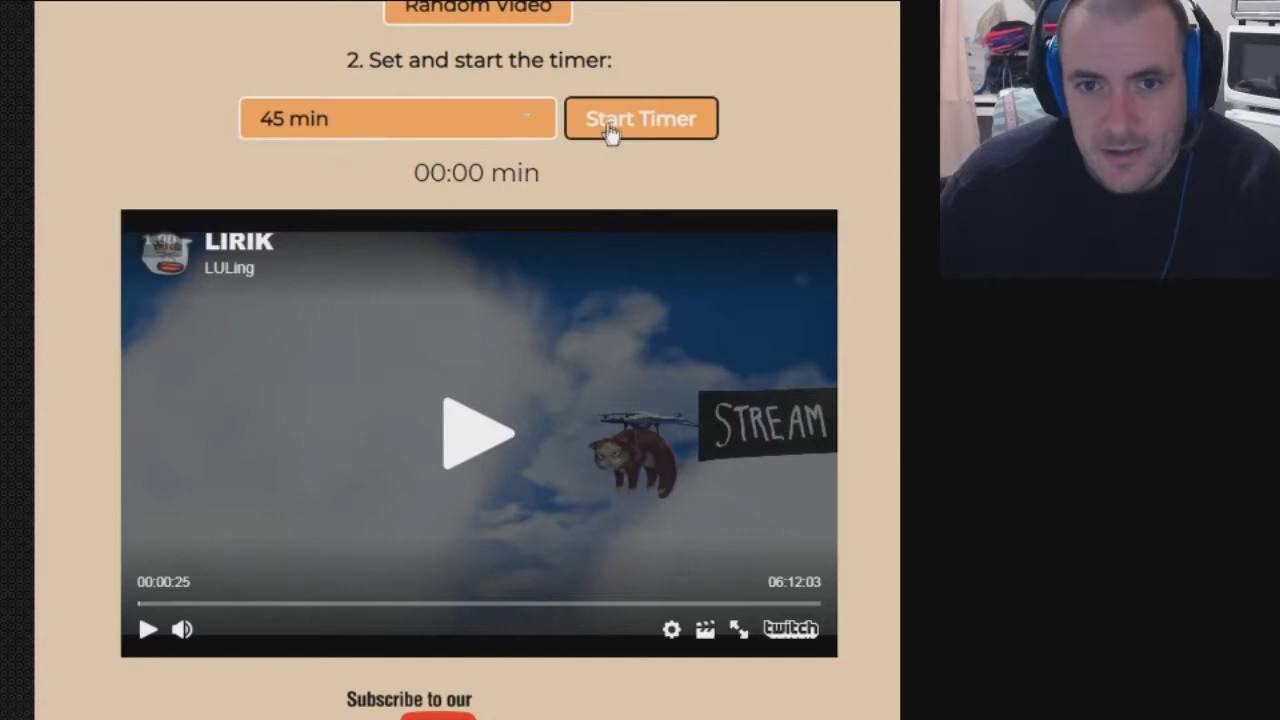 Random Video
2. Set and start the timer:
45 min
Start Timer
00:00 min
LIRIK
LULing
STREAM
00:00:25
06:12:03
twitch
Subscribe to our